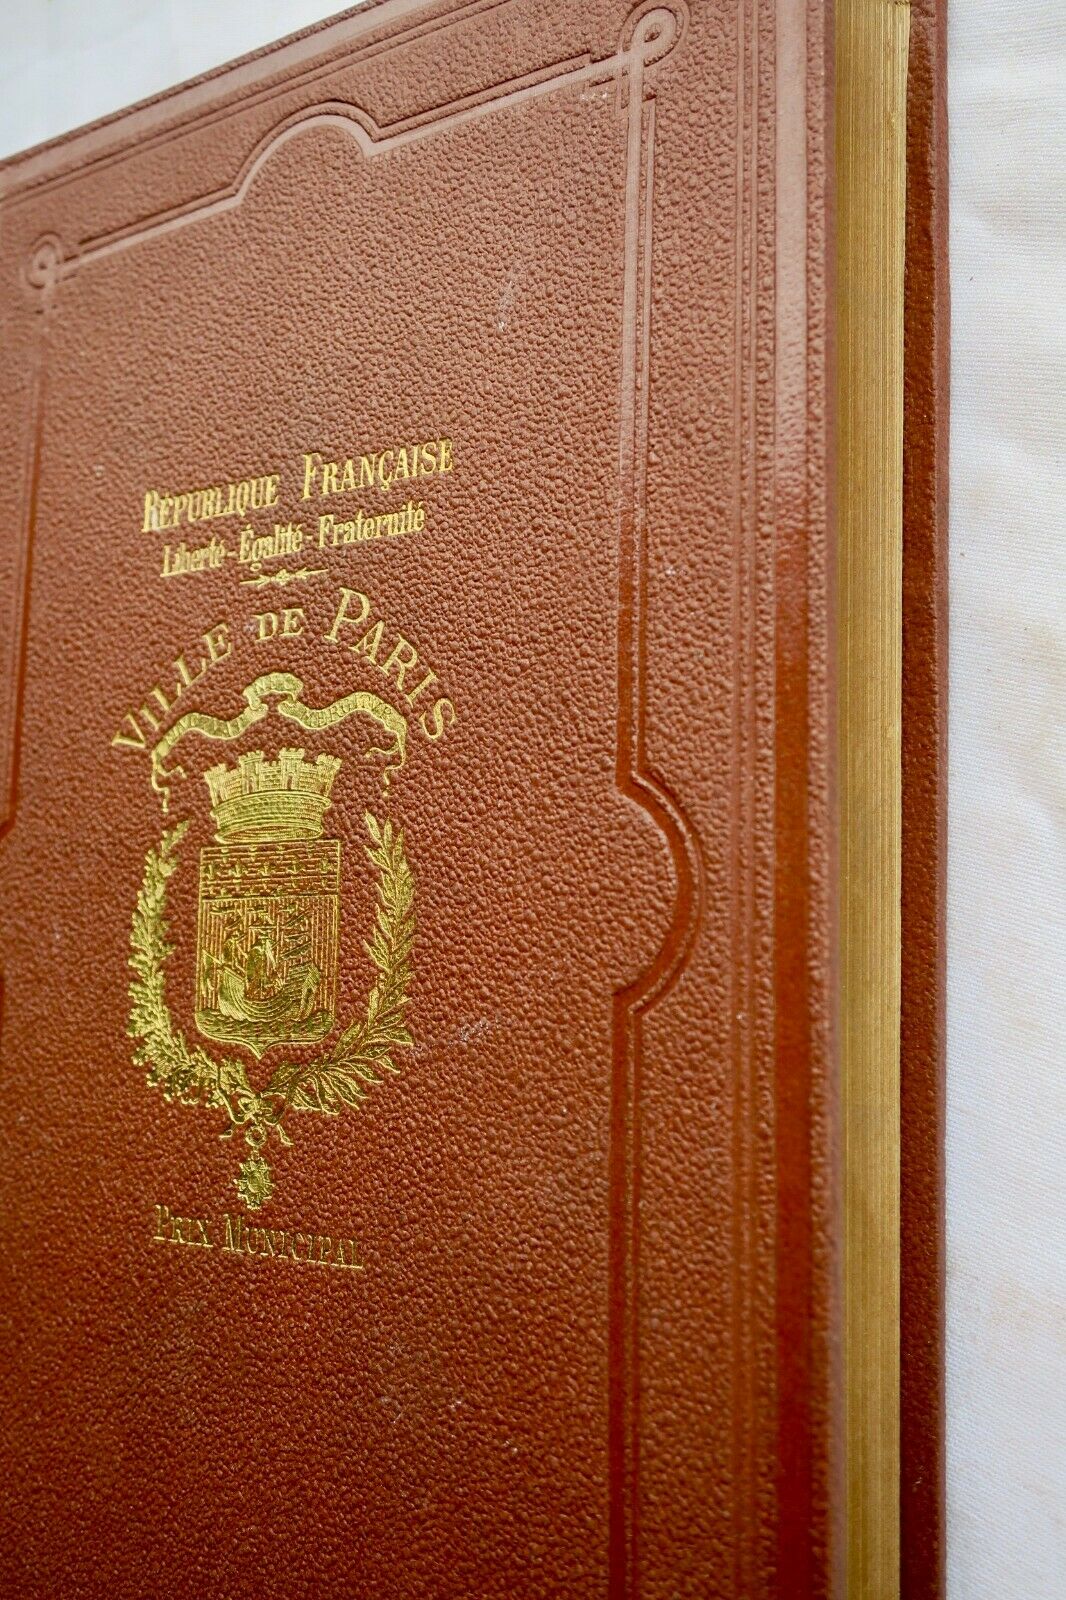 RÉPUBLIQUE FRANÇAISE
Liberté - Égalité - Fraternité
VILLE DE PARIS
PRIX MUNICIPAL